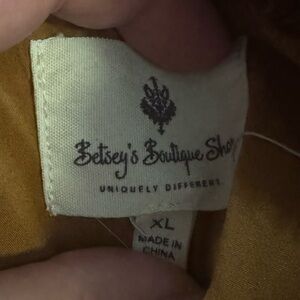 Betsey's Boutique Shop
UNIQUELY DIFFERENT.
XL
MADE IN
CHINA